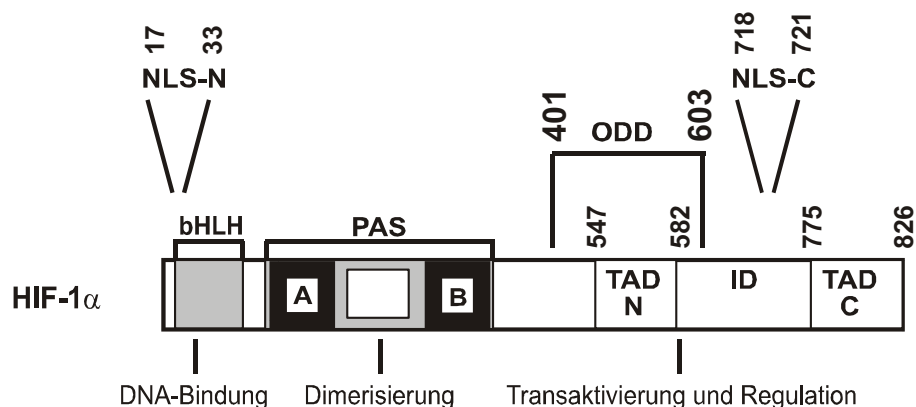 17 33
NLS-N
718 721
NLS-C
401 ODD 603
bHLH
PAS
547 582 775 826
HIF-1α
A
B
TAD N
ID
TAD C
DNA-Bindung
Dimerisierung
Transaktivierung und Regulation